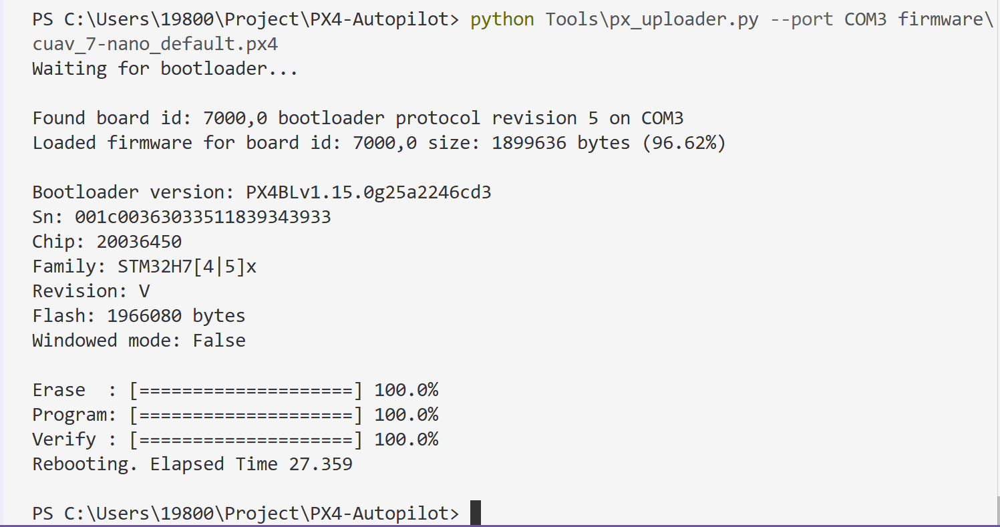 PS C:\Users\19800\Project\PX4-Autopilot> python Tools\px_uploader.py --port COM3 firmware\
cuav_7-nano_default.px4
Waiting for bootloader...
Found board id: 7000,0 bootloader protocol revision 5 on COM3
Loaded firmware for board id: 7000,0 size: 1899636 bytes (96.62%)
Bootloader version: PX4BLv1.15.0g25a2246cd3
Sn: 001c00363033511839343933
Chip: 20036450
Family: STM32H7[4|5]x
Revision: V
Flash: 1966080 bytes
Windowed mode: False
Erase  : [====================] 100.0%
Program: [====================] 100.0%
Verify : [====================] 100.0%
Rebooting. Elapsed Time 27.359
PS C:\Users\19800\Project\PX4-Autopilot>